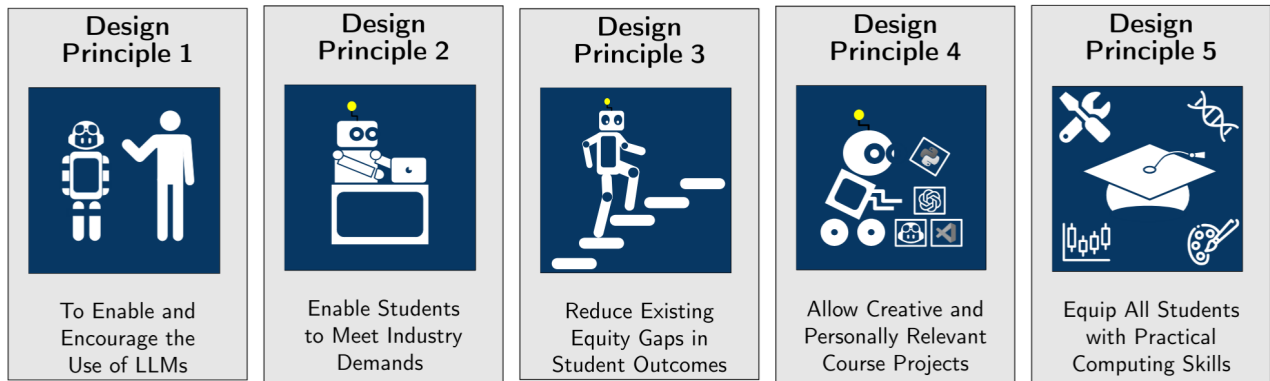 Design
Principle 1
To Enable and
Encourage the
Use of LLMs
Design
Principle 2
Enable Students
to Meet Industry
Demands
Design
Principle 3
Reduce Existing
Equity Gaps in
Student Outcomes
Design
Principle 4
Allow Creative and
Personally Relevant
Course Projects
Design
Principle 5
Equip All Students
with Practical
Computing Skills